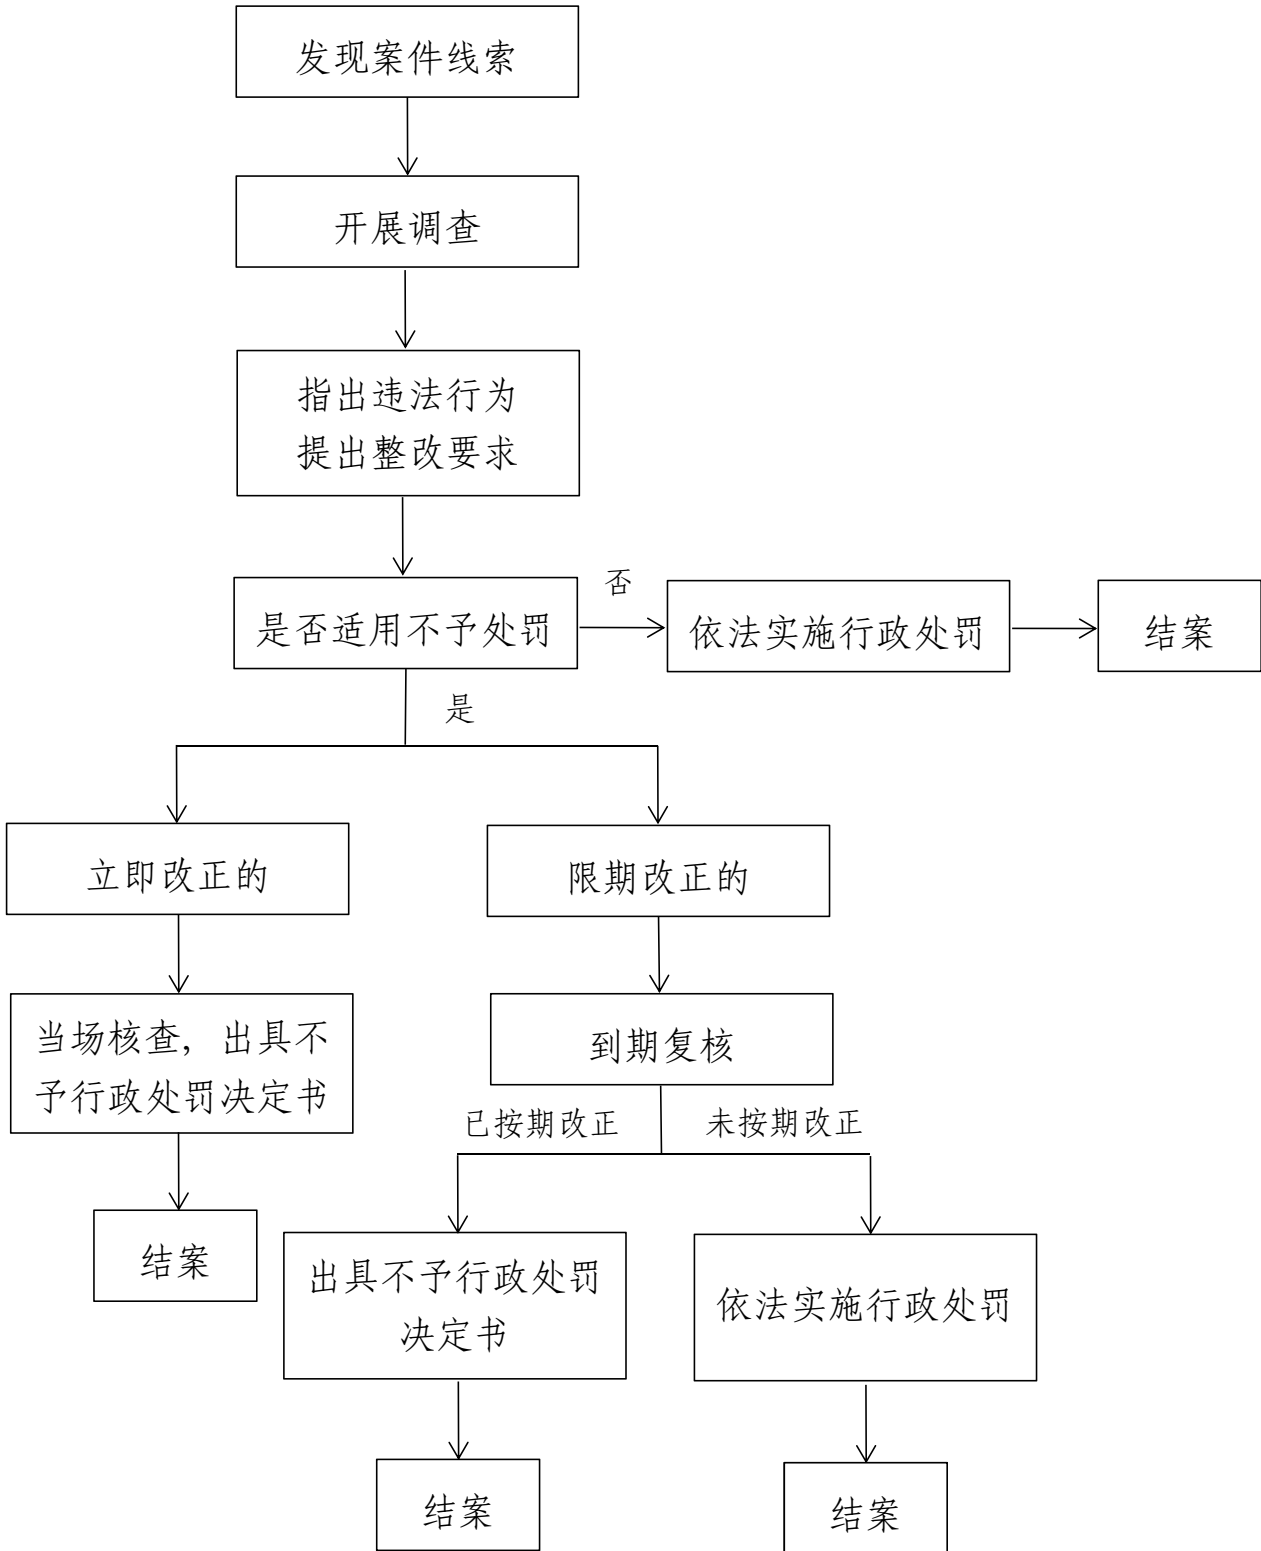 发现案件线索
开展调查
指出违法行为
提出整改要求
否
是否适用不予处罚
依法实施行政处罚
结案
是
立即改正的
限期改正的
当场核查，出具不
予行政处罚决定书
到期复核
已按期改正
未按期改正
结案
出具不予行政处罚
决定书
依法实施行政处罚
结案
结案